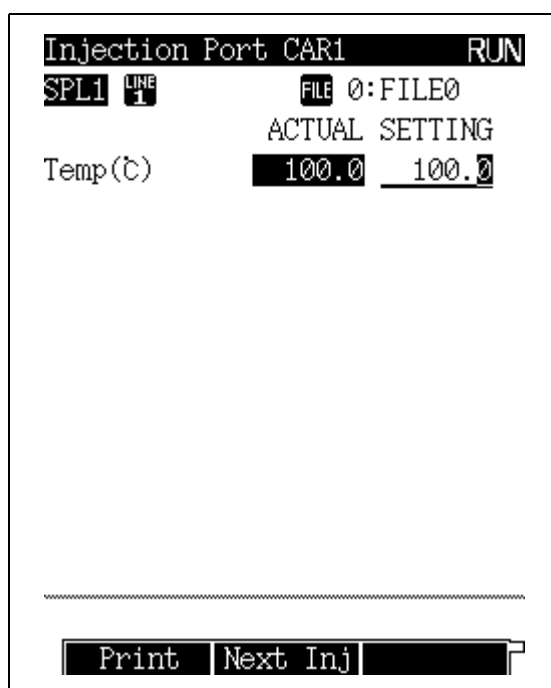 Injection Port CAR1 RUN
SPL1 LINE 1 FILE 0:FILE0
ACTUAL SETTING
Temp(℃) 100.0 100.0
Print Next Inj